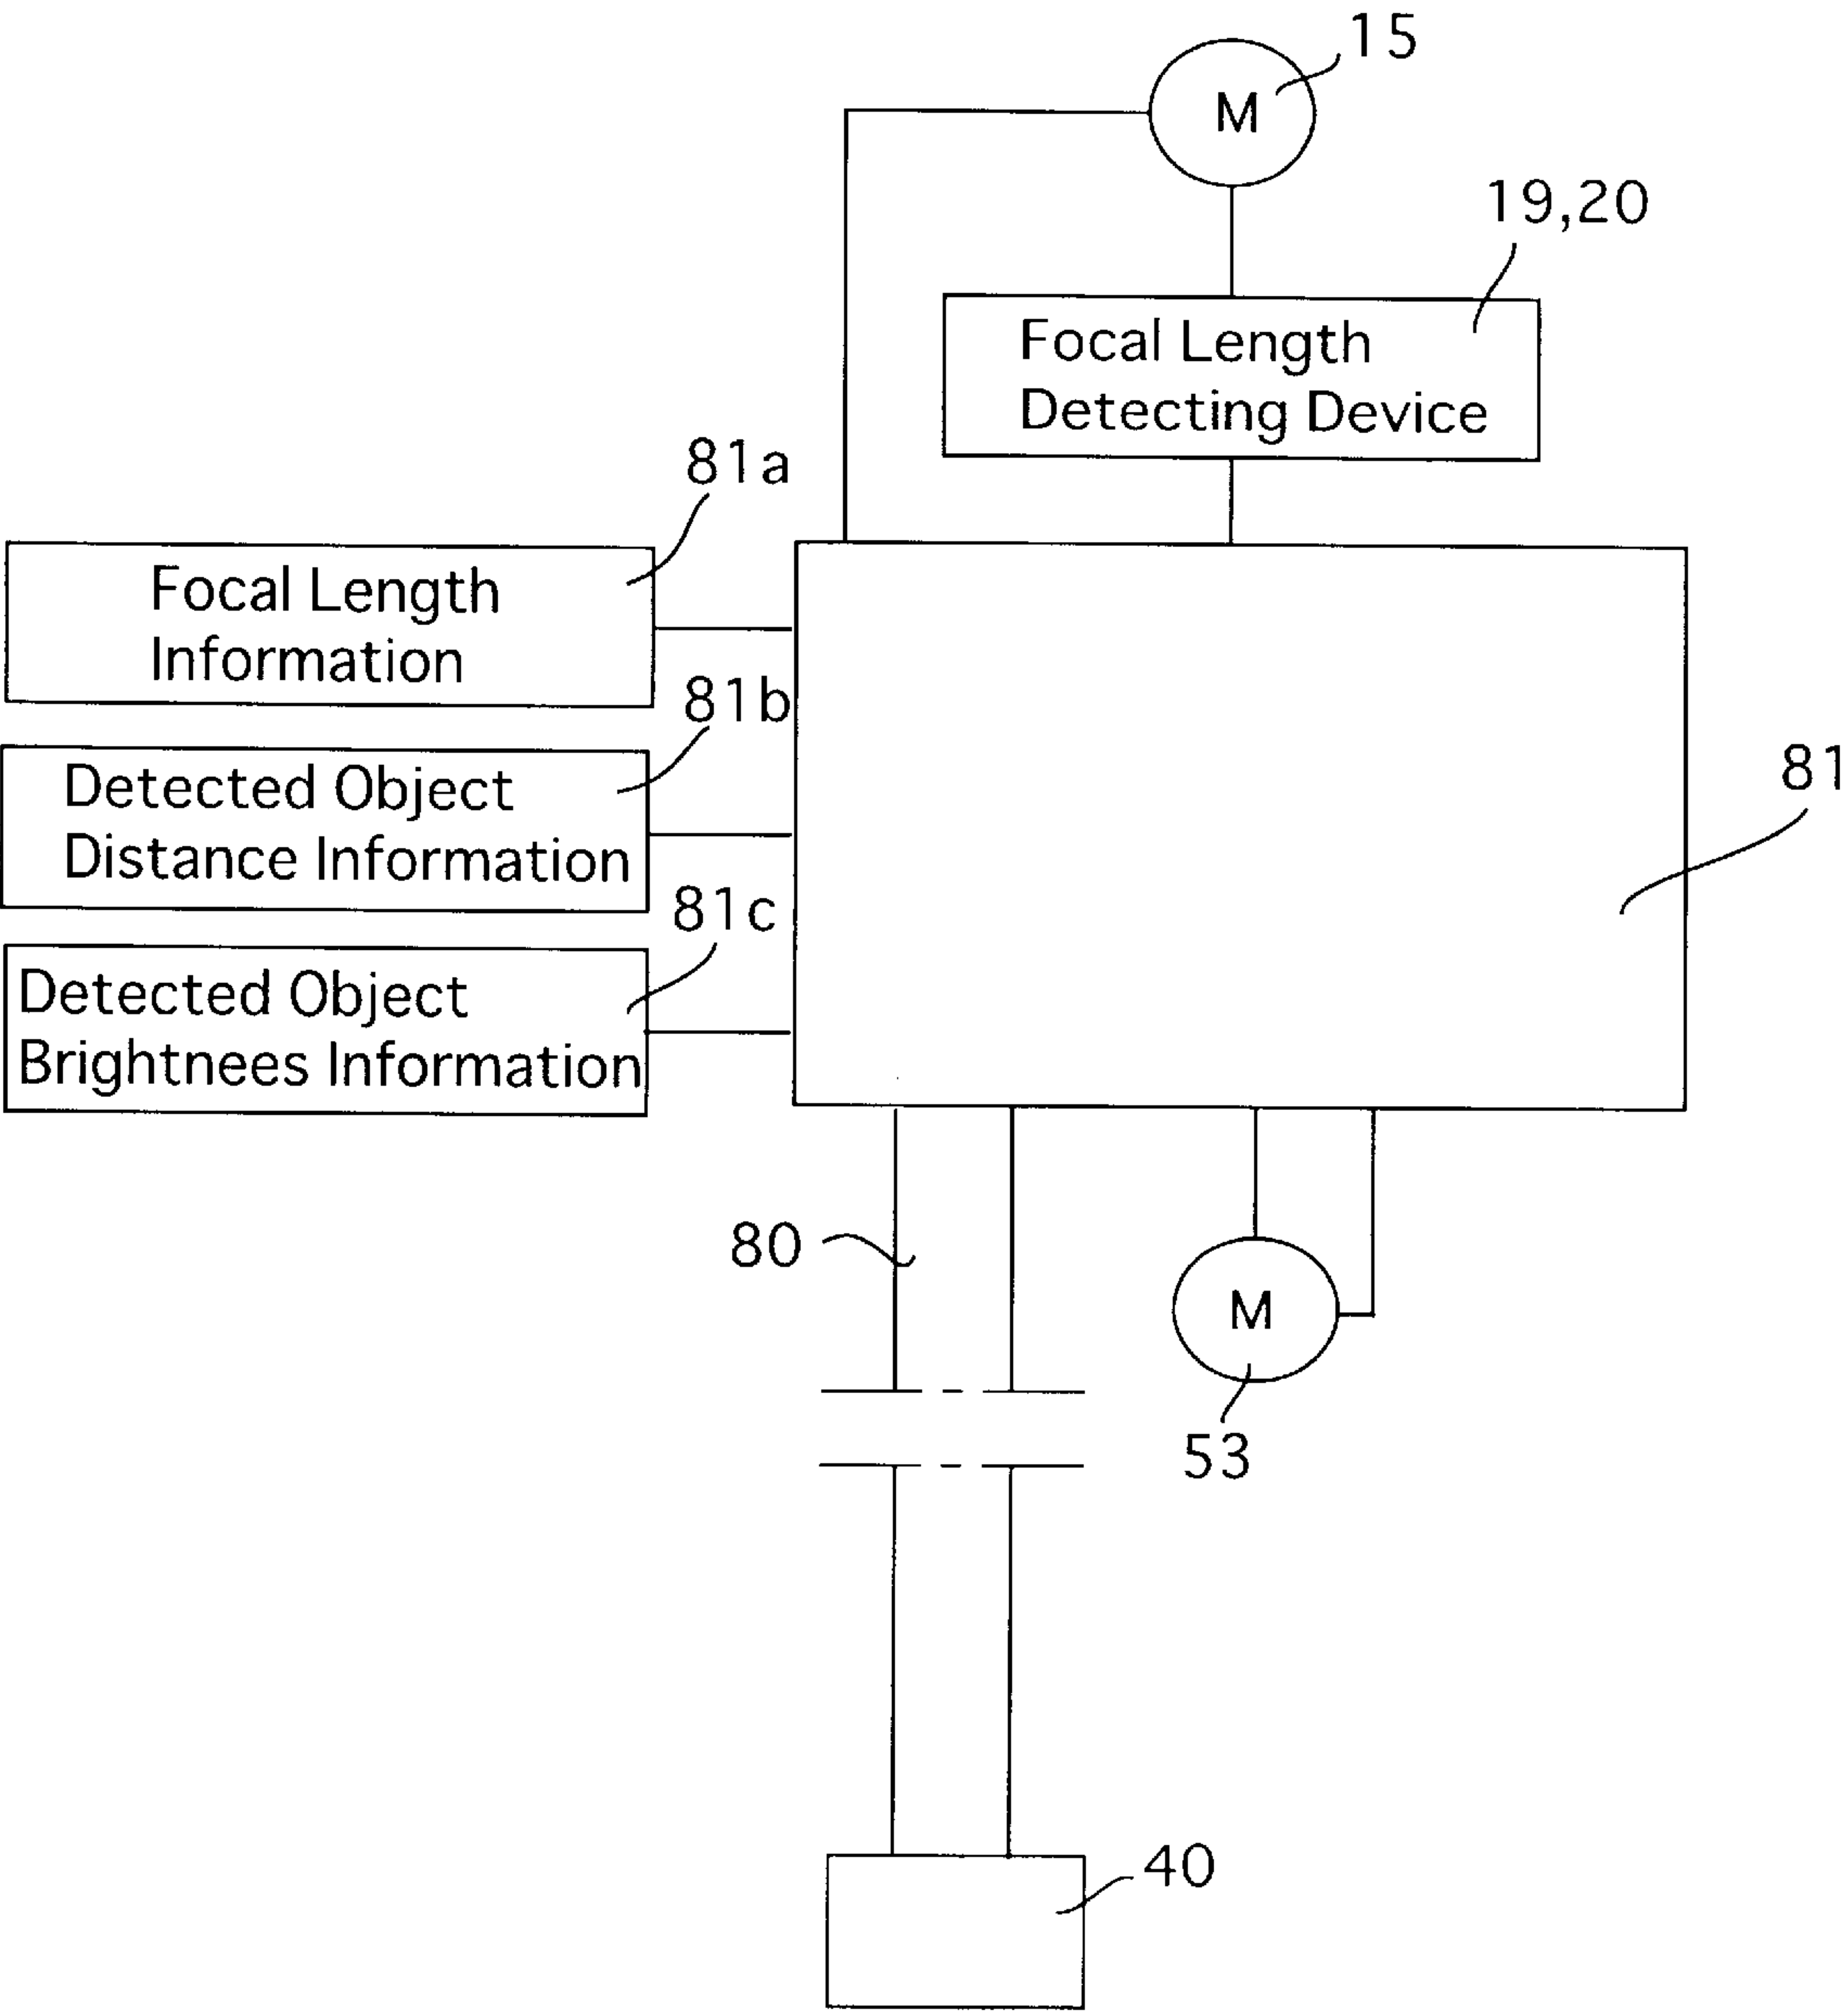 15
M
19,20
Focal Length
Detecting Device
81a
Focal Length
Information
81b
Detected Object
Distance Information
81
81c
Detected Object
Brightnees Information
80
M
53
40